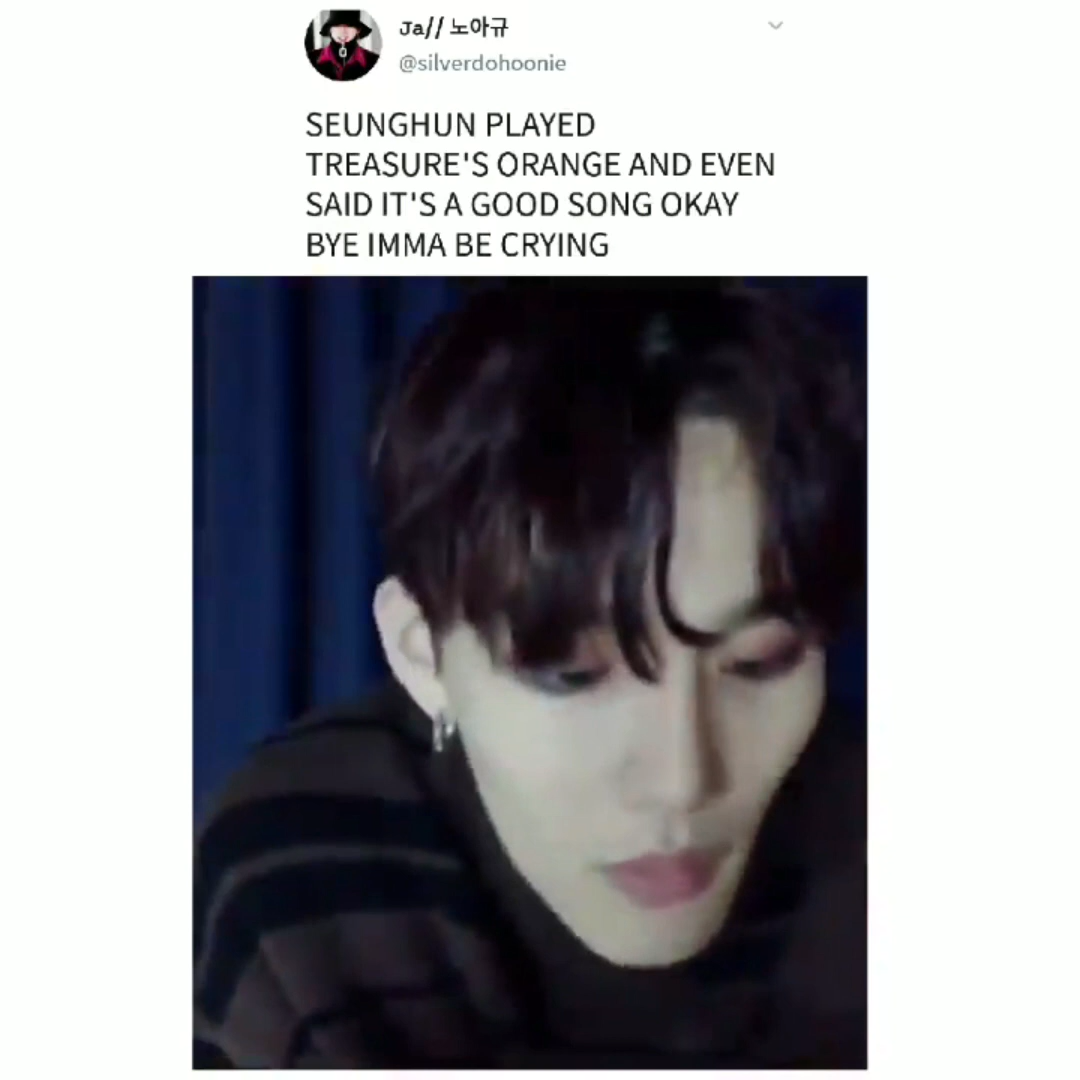 Ja// 노아규
@silverdohoonie
SEUNGHUN PLAYED
TREASURE'S ORANGE AND EVEN
SAID IT'S A GOOD SONG OKAY
BYE IMMA BE CRYING